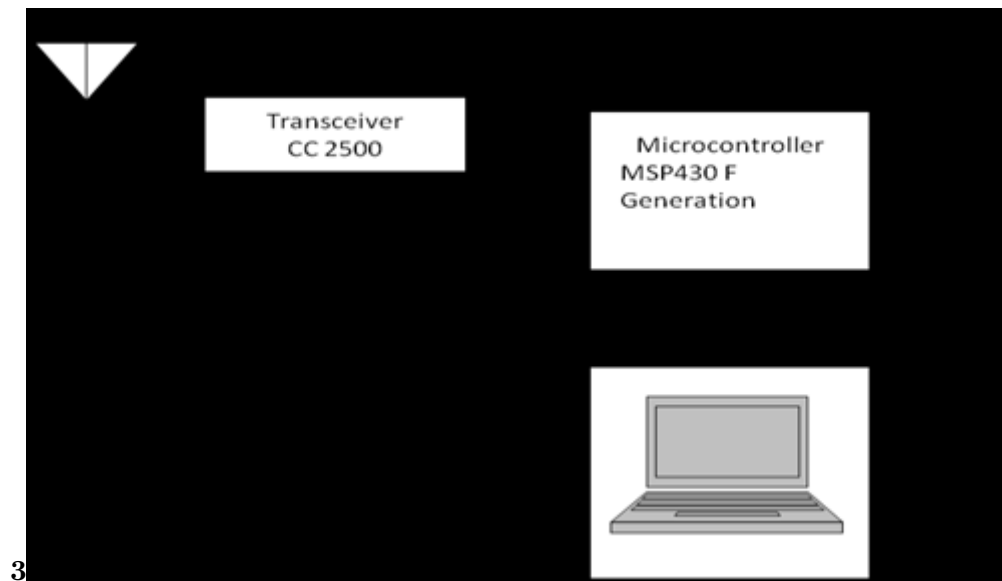 Transceiver
CC 2500
Microcontroller
MSP430 F
Generation
3